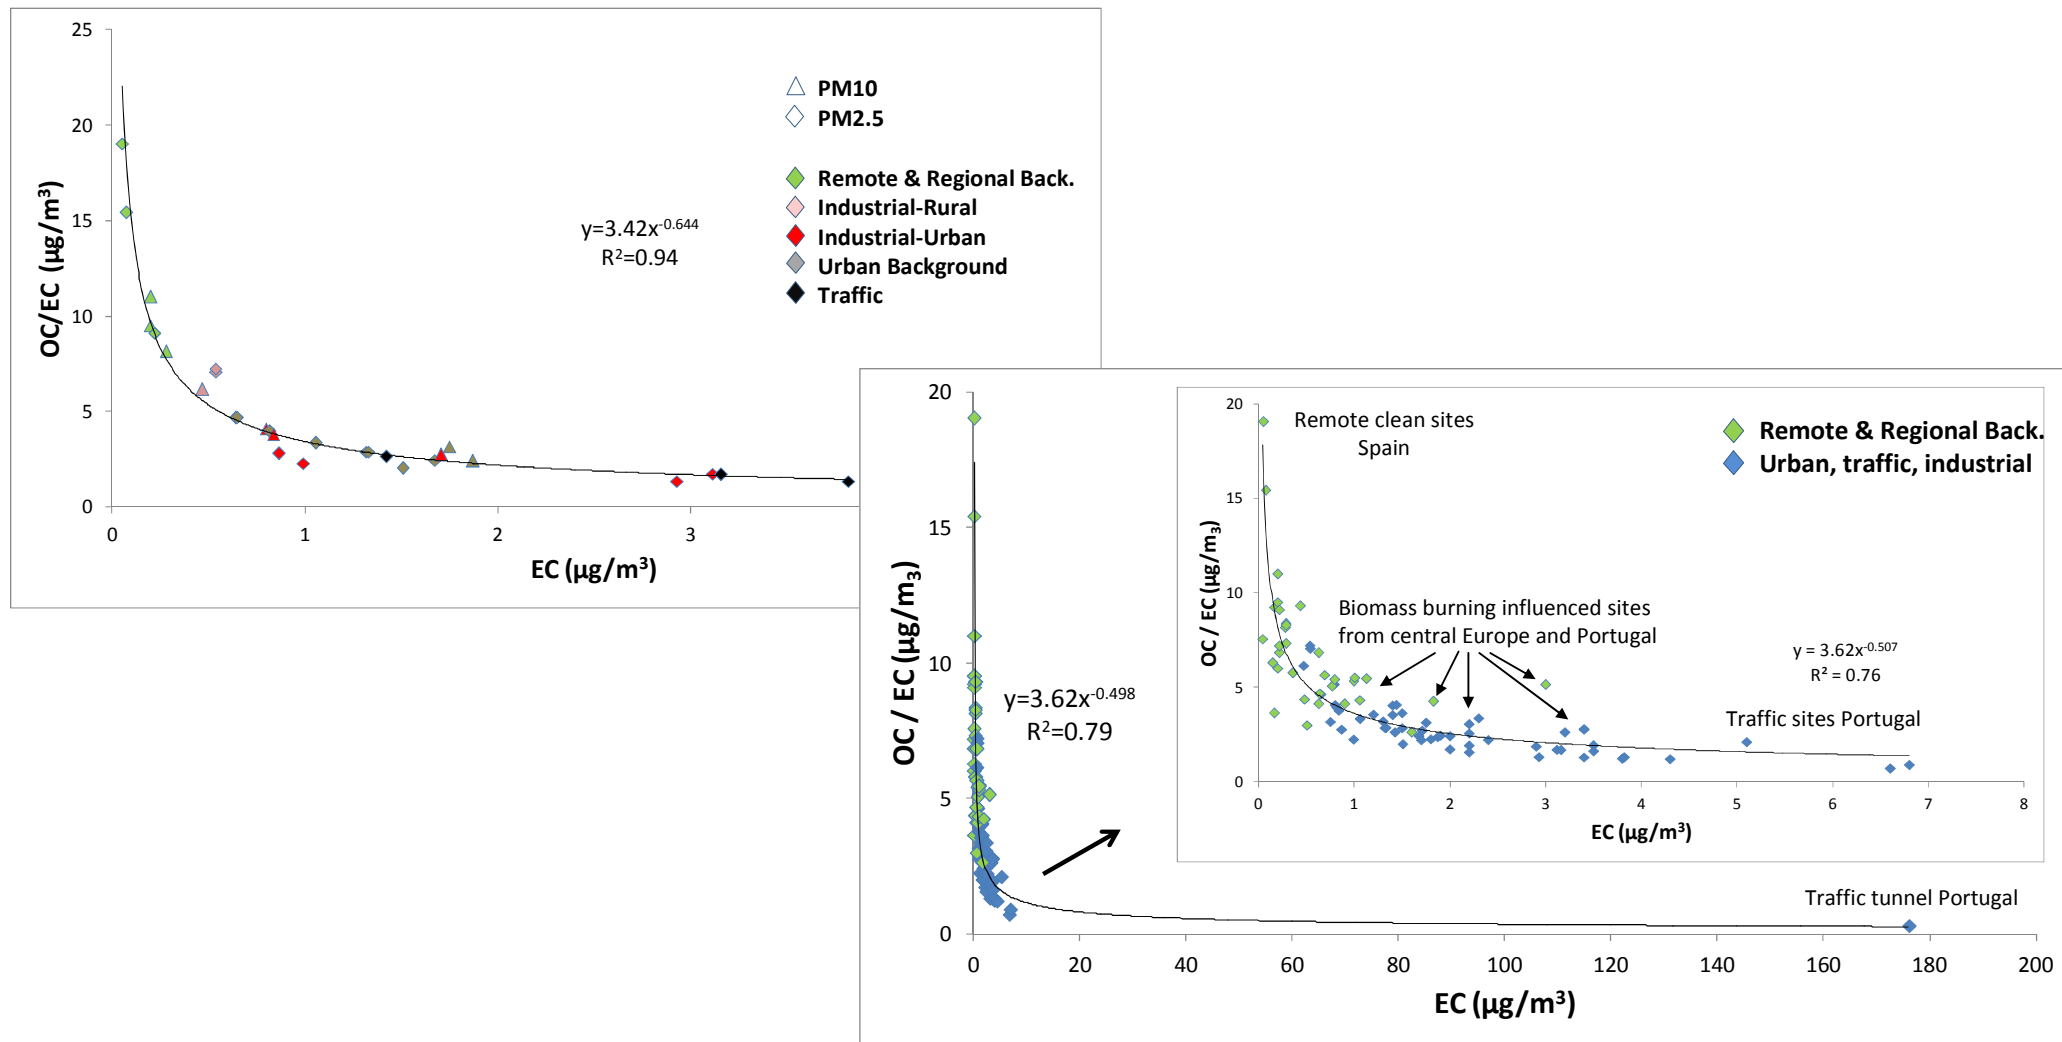 25
20
15
10
5
0
OC/EC (µg/m³)
0
1
2
3
EC (µg/m³)
PM10
PM2.5
Remote & Regional Back.
Industrial-Rural
Industrial-Urban
Urban Background
Traffic
y=3.42x⁻⁰·⁶⁴⁴
R²=0.94
20
15
10
5
0
OC / EC (µg/m₃)
0
20
40
60
80
100
120
140
160
180
200
EC (µg/m³)
y=3.62x⁻⁰·⁴⁹⁸
R²=0.79
Traffic tunnel Portugal
20
15
10
5
0
OC / EC (µg/m₃)
0
1
2
3
4
5
6
7
8
EC (µg/m³)
Remote clean sites
Spain
Remote & Regional Back.
Urban, traffic, industrial
Biomass burning influenced sites
from central Europe and Portugal
y = 3.62x⁻⁰·⁵⁰⁷
R² = 0.76
Traffic sites Portugal